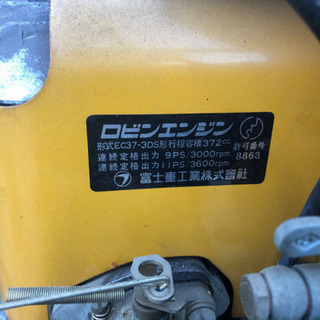 ロビンエンジン
形式EC37-3DS形行程容積372cc
連続定格出力 9PS/3000rpm
連続定格出力 11PS/3600rpm
許可番号
8863
富士重工業株式會社